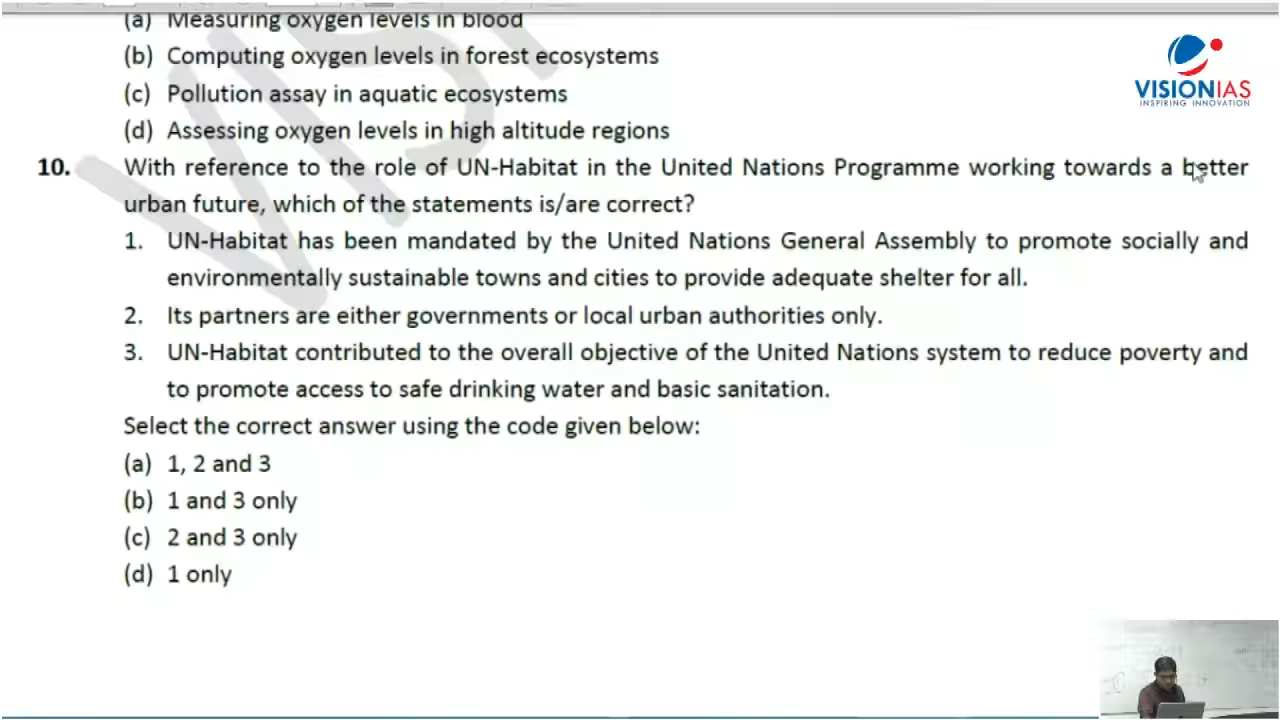 (a) Measuring oxygen levels in blood
(b) Computing oxygen levels in forest ecosystems
(c) Pollution assay in aquatic ecosystems
(d) Assessing oxygen levels in high altitude regions
VISIONIAS
INSPIRING INNOVATION
10. With reference to the role of UN-Habitat in the United Nations Programme working towards a better
urban future, which of the statements is/are correct?
1. UN-Habitat has been mandated by the United Nations General Assembly to promote socially and
environmentally sustainable towns and cities to provide adequate shelter for all.
2. Its partners are either governments or local urban authorities only.
3. UN-Habitat contributed to the overall objective of the United Nations system to reduce poverty and
to promote access to safe drinking water and basic sanitation.
Select the correct answer using the code given below:
(a) 1, 2 and 3
(b) 1 and 3 only
(c) 2 and 3 only
(d) 1 only